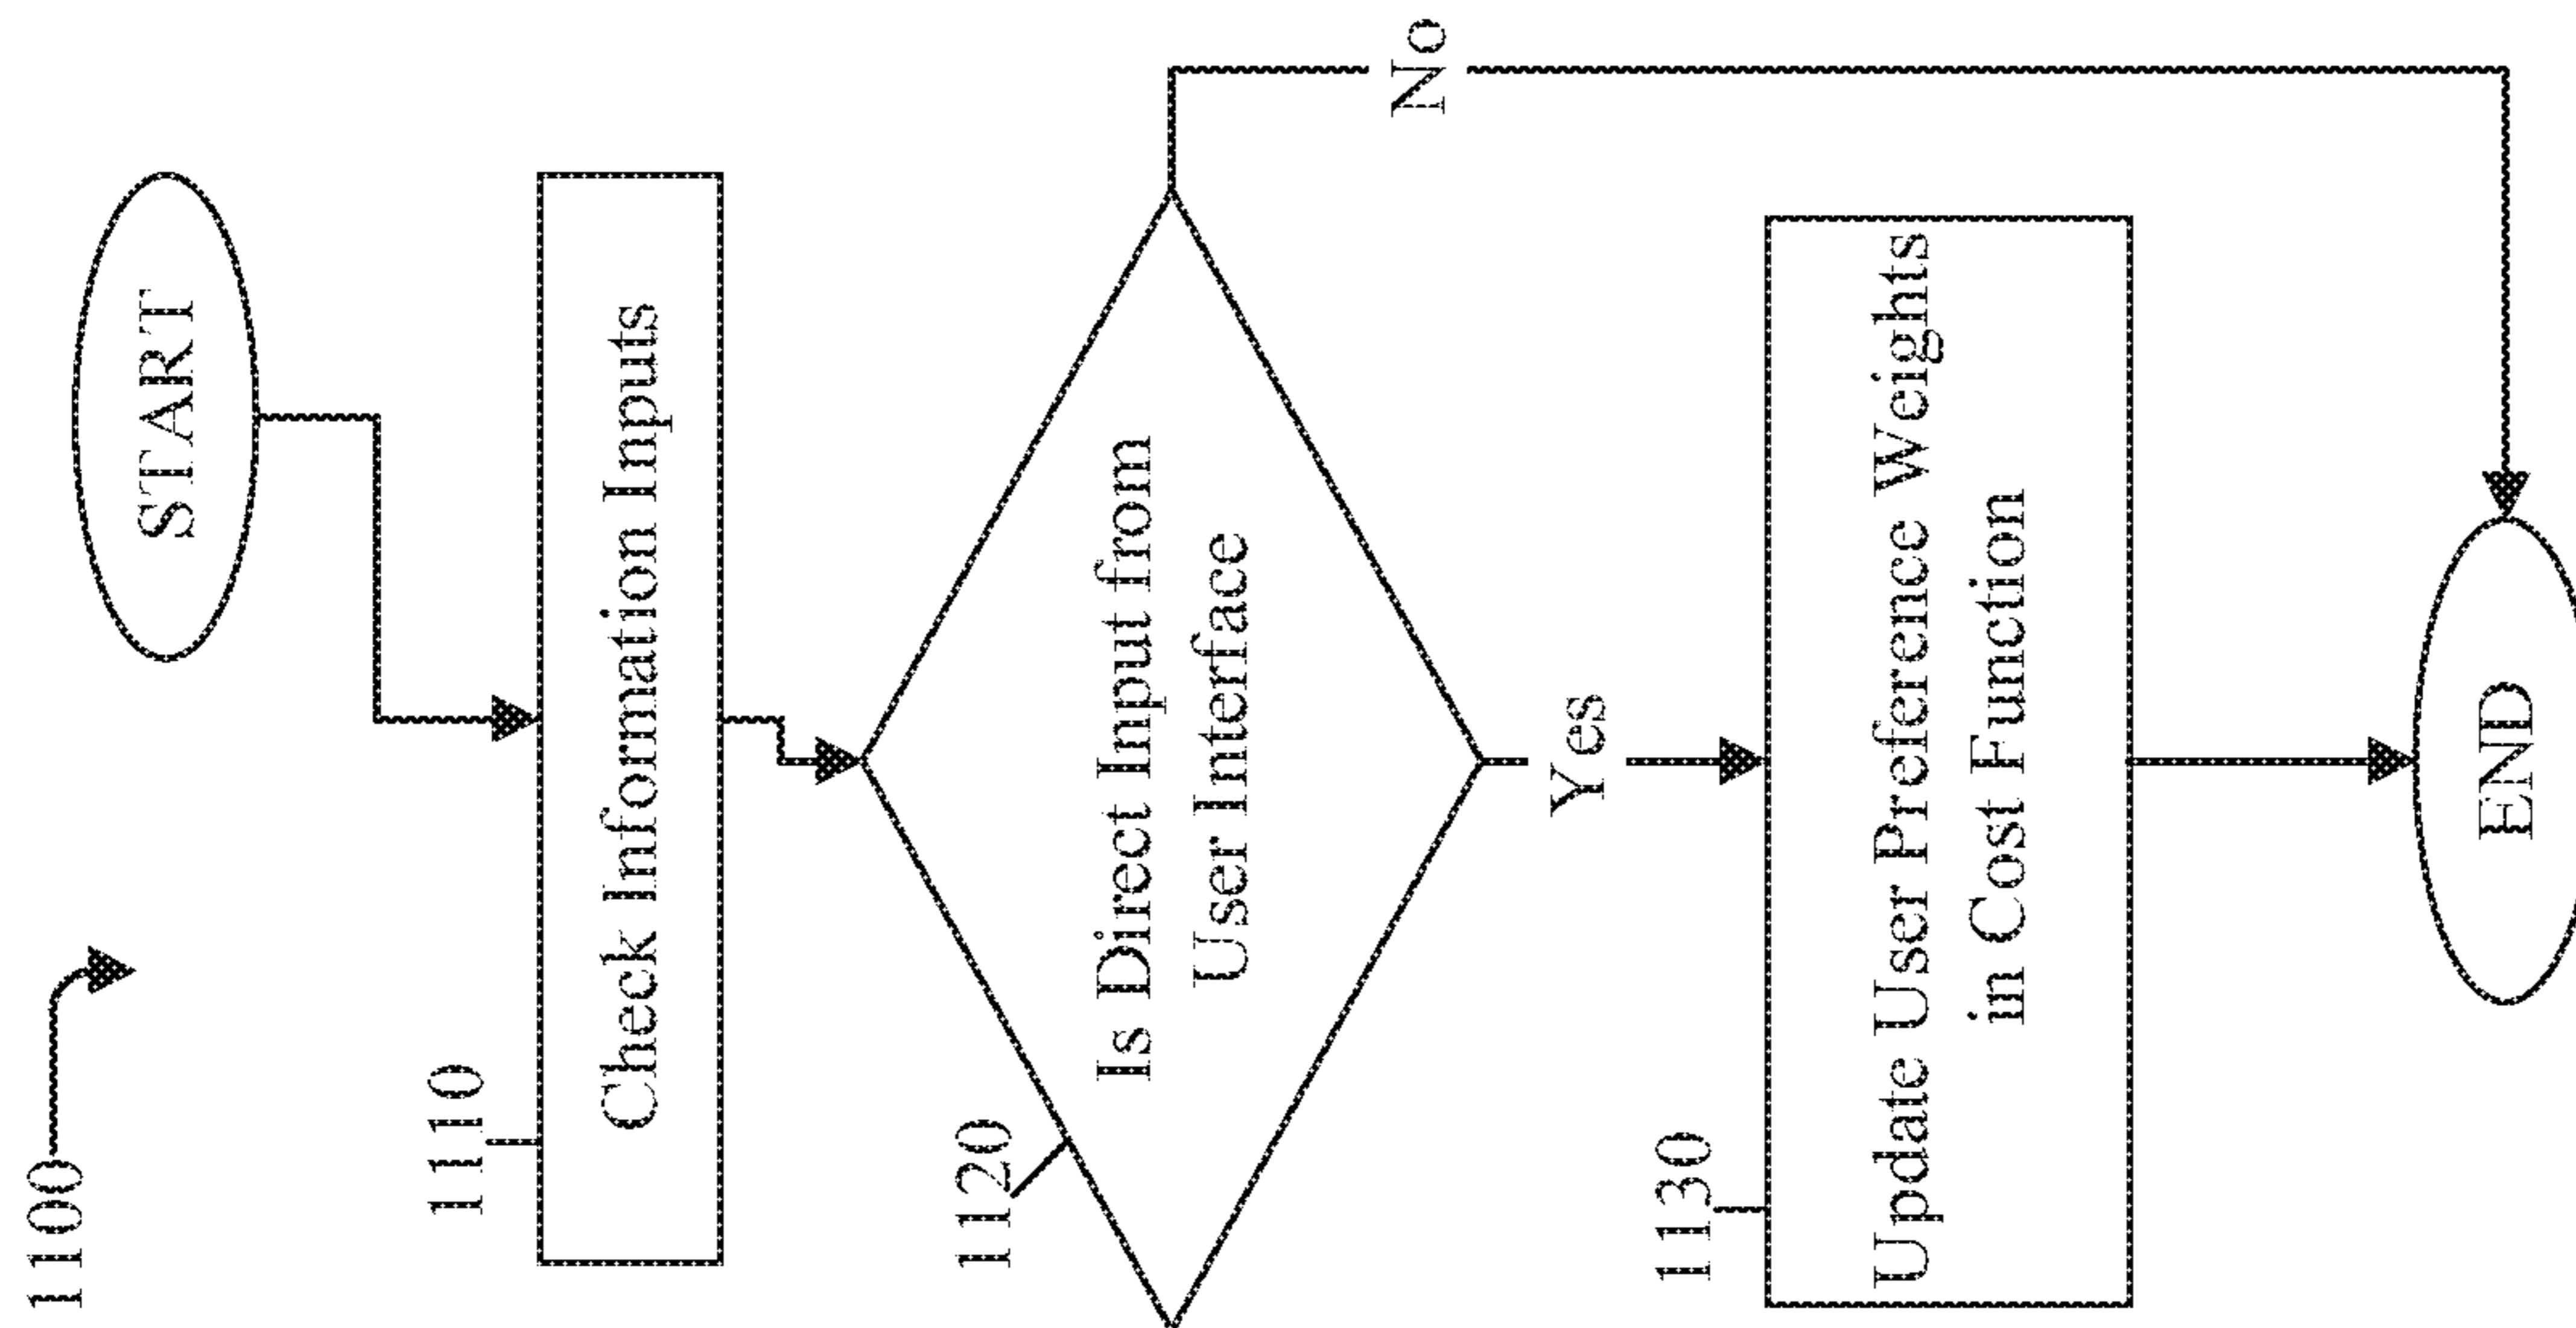 1100
START
1110
Check Information Inputs
1120
Is Direct Input from
User Interface
No
Yes
1130
Update User Preference Weights
in Cost Function
END